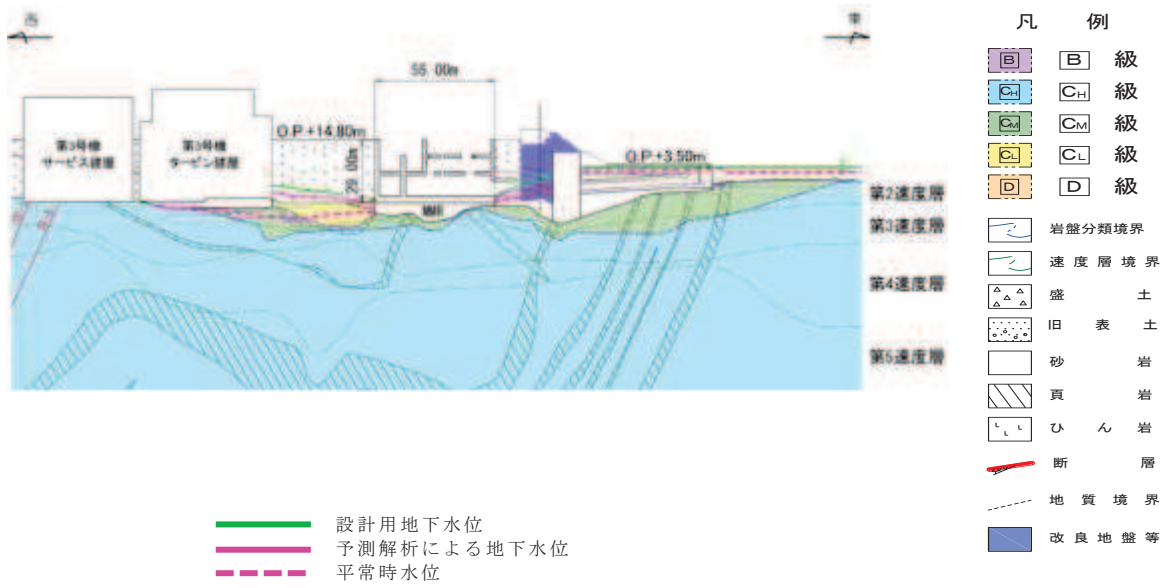 西
東
凡 例
55.00m
O.P.+14.80m
29.00m
O.P.+3.50m
第3号機
サービス建屋
第3号機
タービン建屋
MMR
第2速度層
第3速度層
第4速度層
第5速度層
B B 級
CH CH 級
CM CM 級
CL CL 級
D D 級
岩盤分類境界
速度層境界
盛土
旧表土
砂岩
頁岩
ひん岩
断層
地質境界
改良地盤等
設計用地下水位
予測解析による地下水位
平常時水位